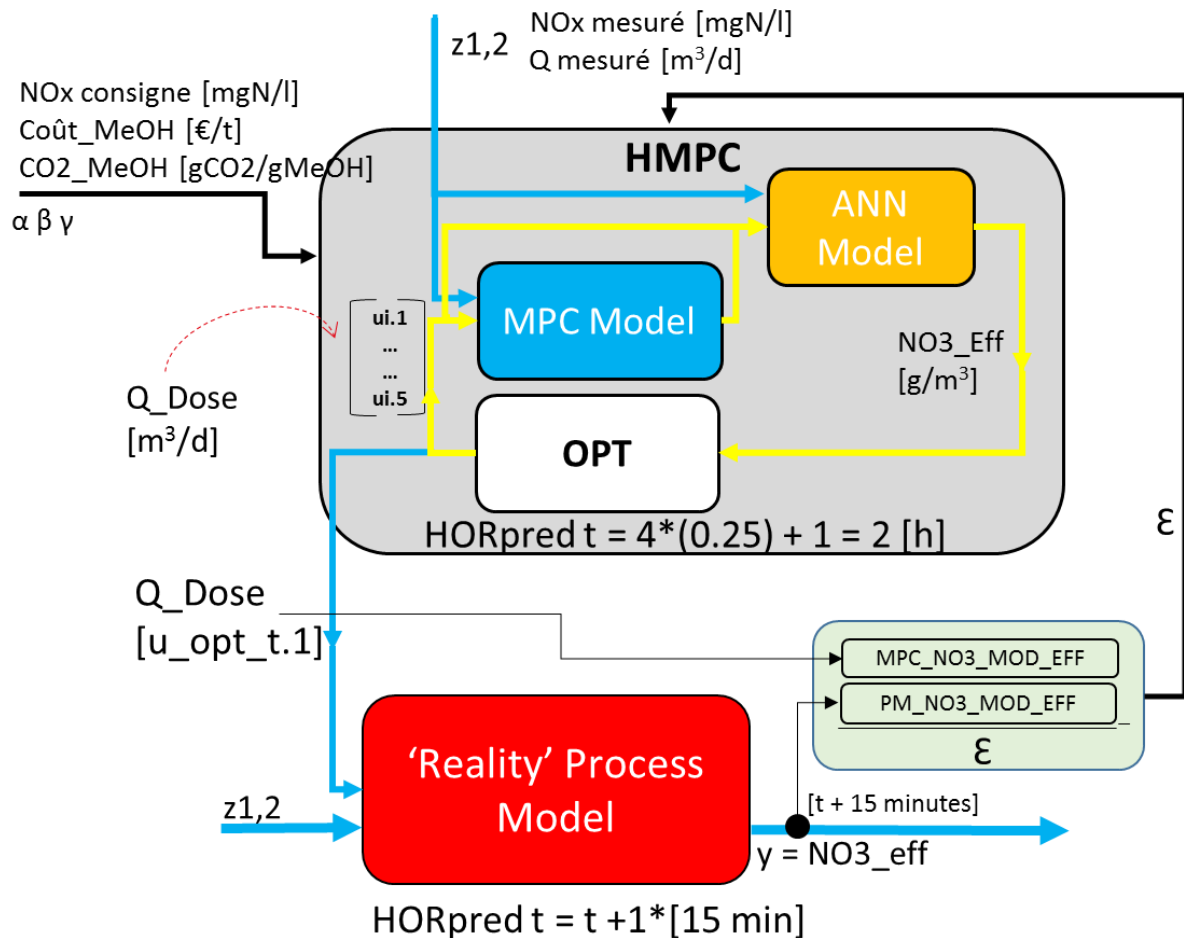 NOx mesuré [mgN/l]
z1,2
Q mesuré [m³/d]
NOx consigne [mgN/l]
Coût_MeOH [€/t]
CO2_MeOH [gCO2/gMeOH]
α β γ
HMPC
ANN
Model
MPC Model
ui.1
...
...
ui.5
NO3_Eff
[g/m³]
Q_Dose
[m³/d]
OPT
HORpred t = 4*(0.25) + 1 = 2 [h]
Ɛ
Q_Dose
[u_opt_t.1]
MPC_NO3_MOD_EFF
PM_NO3_MOD_EFF
_
Ɛ
‘Reality’ Process
Model
z1,2
[t + 15 minutes]
y = NO3_eff
HORpred t = t +1*[15 min]